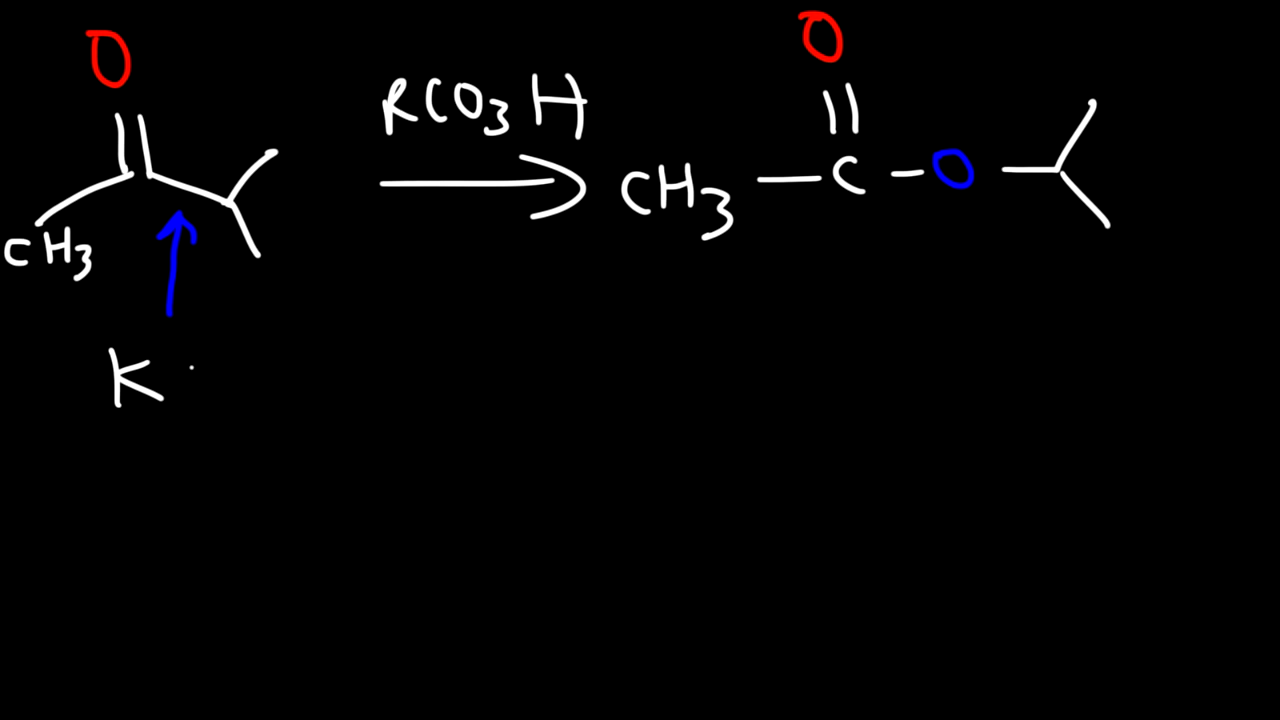 O
O
RCO3H
CH3
CH3 - C - O
K